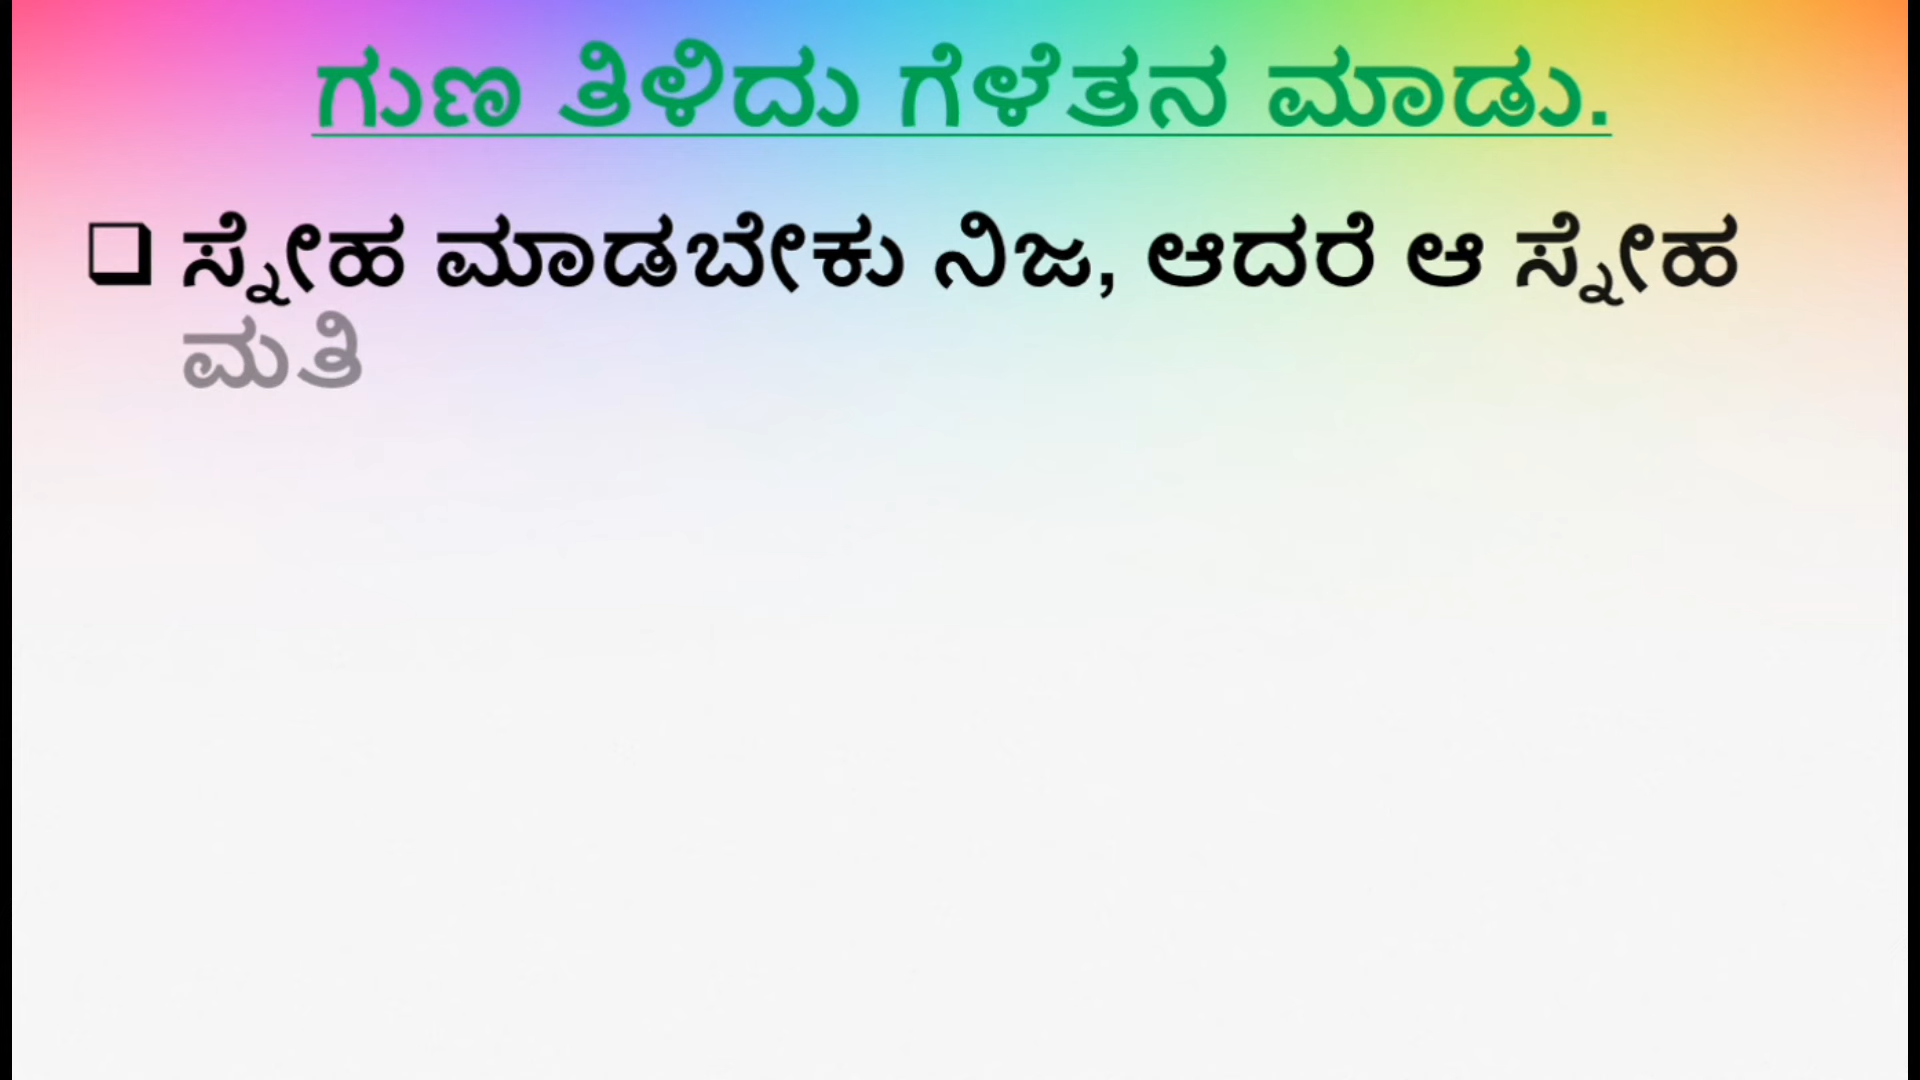 ಗುಣ ತಿಳಿದು ಗೆಳೆತನ ಮಾಡು.
❑ ಸ್ನೇಹ ಮಾಡಬೇಕು ನಿಜ, ಆದರೆ ಆ ಸ್ನೇಹ
ಮತಿ